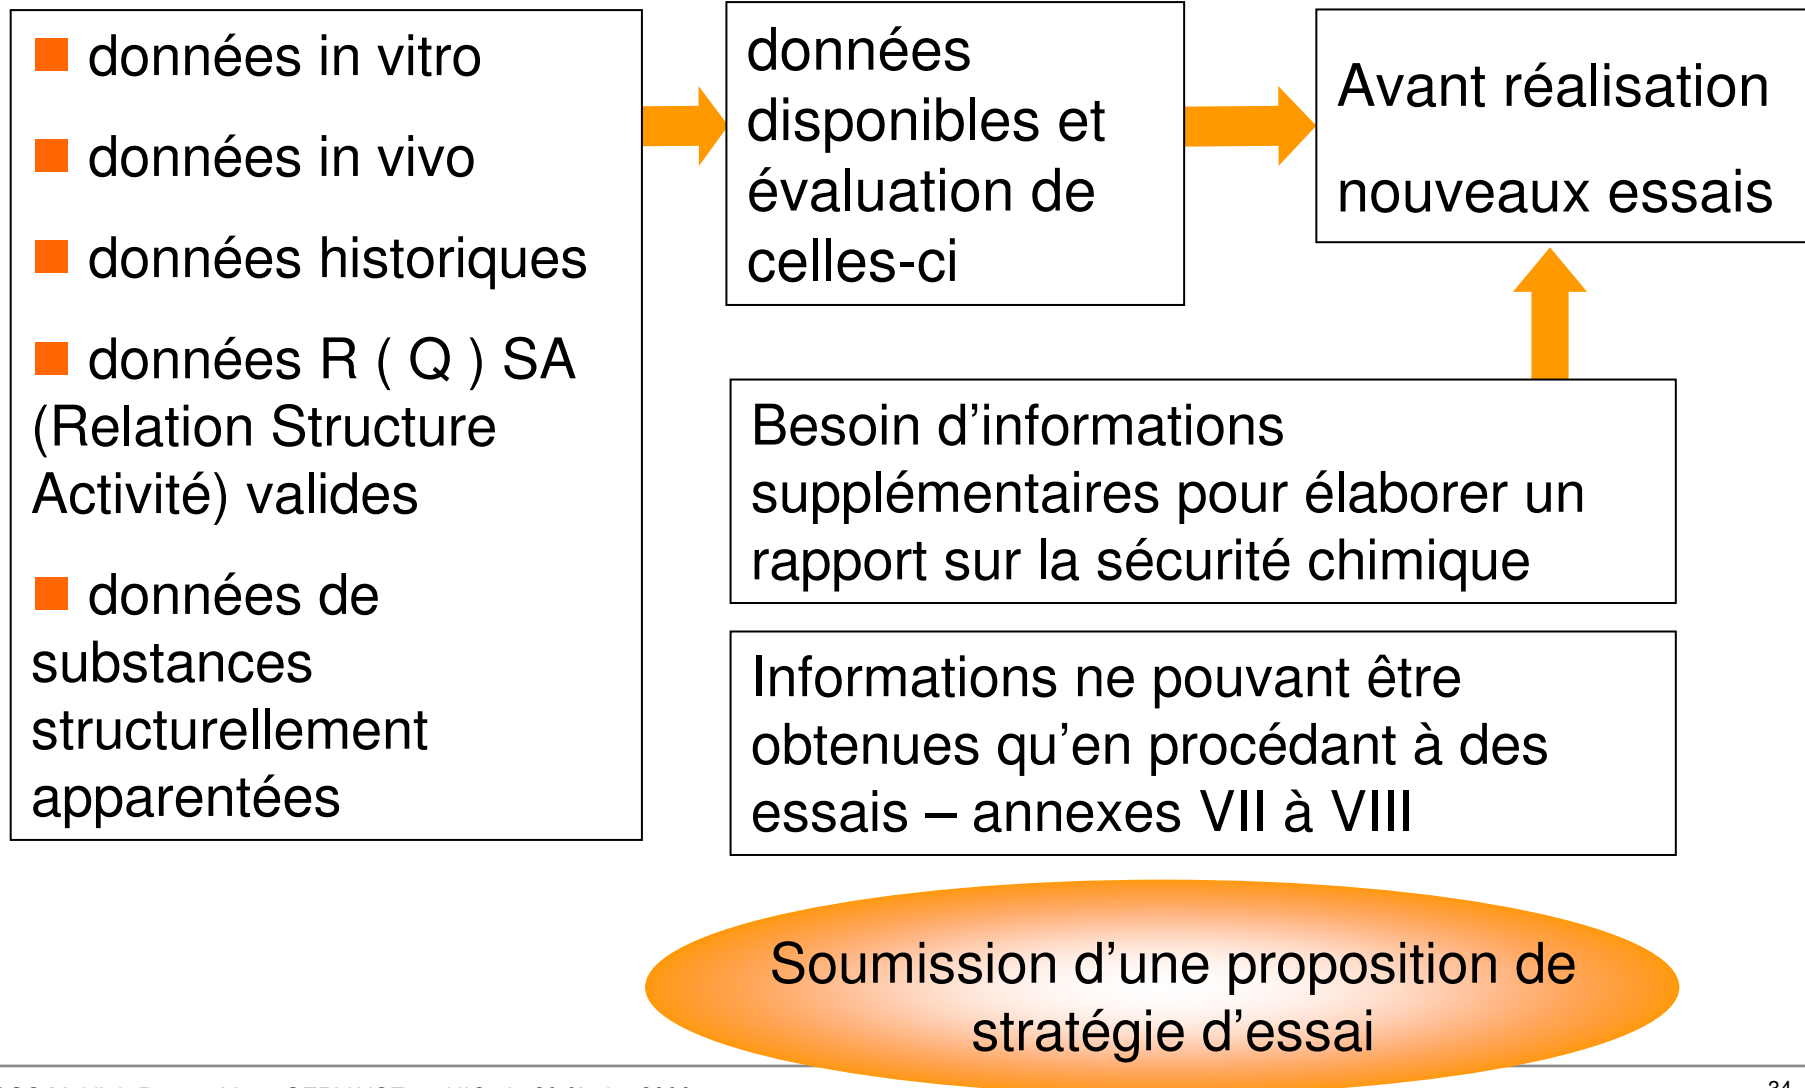 données in vitro
données in vivo
données historiques
données R ( Q ) SA
(Relation Structure
Activité) valides
données de
substances
structurellement
apparentées
données
disponibles et
évaluation de
celles-ci
Avant réalisation
nouveaux essais
Besoin d’informations
supplémentaires pour élaborer un
rapport sur la sécurité chimique
Informations ne pouvant être
obtenues qu’en procédant à des
essais – annexes VII à VIII
Soumission d’une proposition de
stratégie d’essai